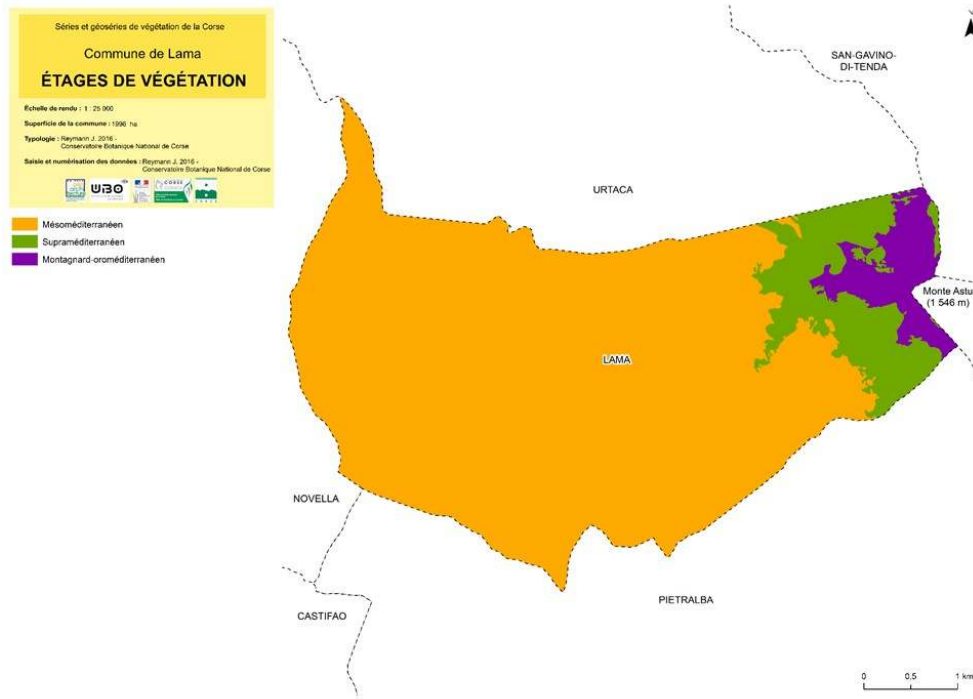 Séries et géoséries de végétation de la Corse
Commune de Lama
ÉTAGES DE VÉGÉTATION
Échelle de rendu : 1 : 25 000
Superficie de la commune : 1996 ha
Typologie : Reymann J. 2016 -
Conservatoire Botanique National de Corse
Saisie et numérisation des données : Reymann J. 2016 -
Conservatoire Botanique National de Corse
UBO
CORSE
Mésoméditerranéen
Supraméditerranéen
Montagnard-oroméditerranéen
SAN-GAVINO-
DI-TENDA
URTACA
Monte Astu
(1 546 m)
LAMA
NOVELLA
PIETRALBA
CASTIFAO
0 0,5 1 km